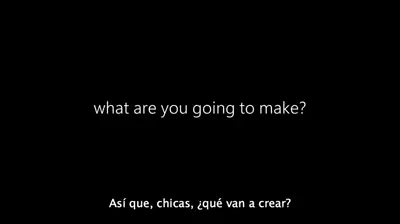 what are you going to make?
Así que, chicas, ¿qué van a crear?